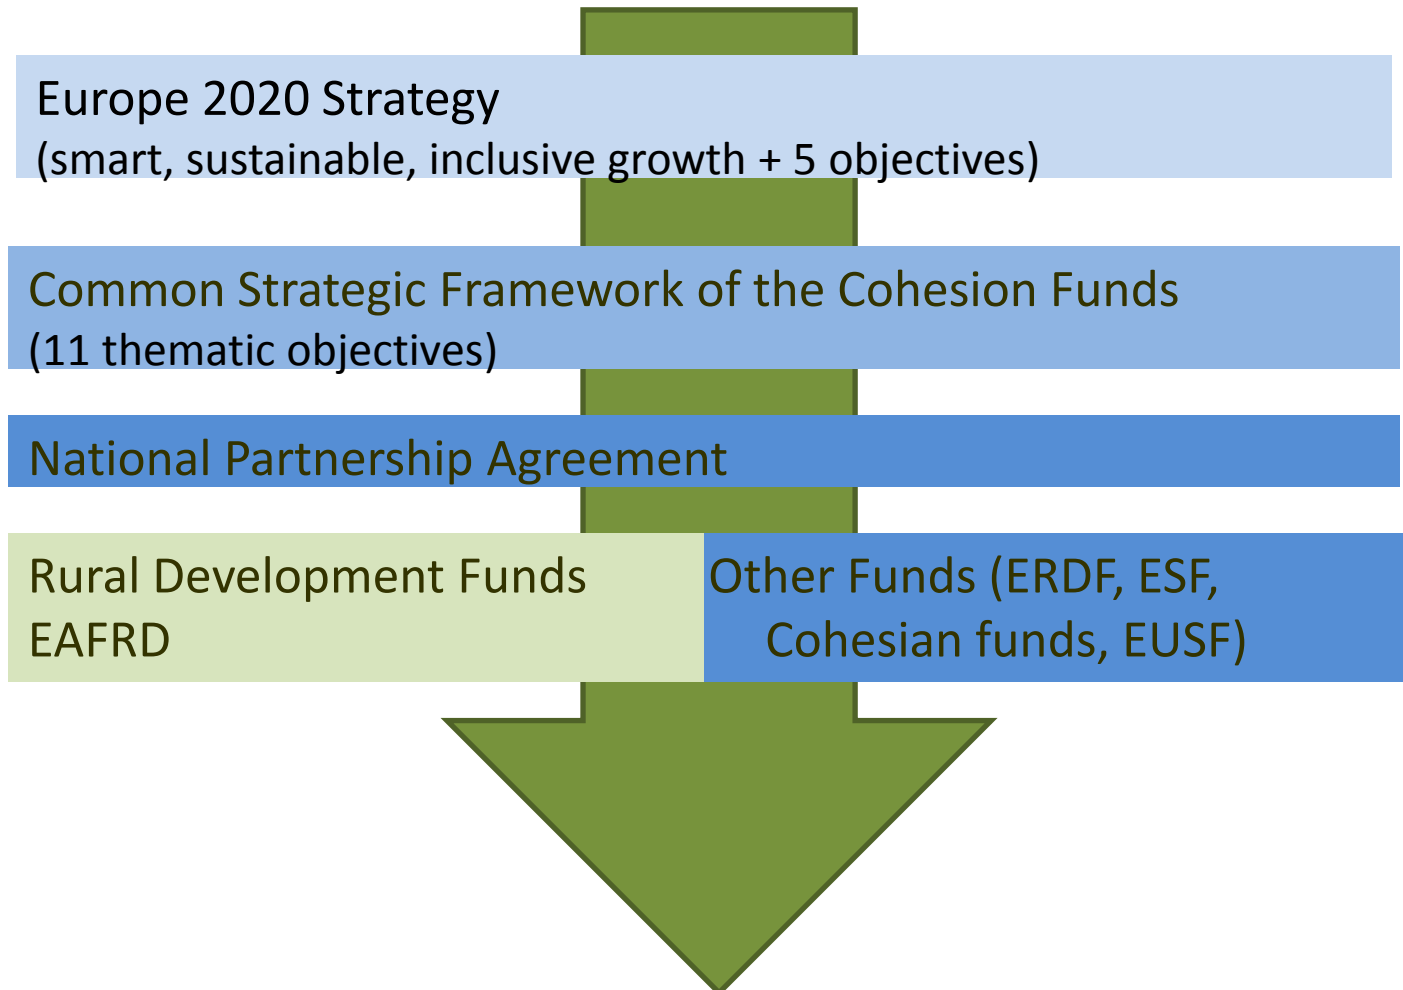 Europe 2020 Strategy
(smart, sustainable, inclusive growth + 5 objectives)
Common Strategic Framework of the Cohesion Funds
(11 thematic objectives)
National Partnership Agreement
Rural Development Funds
EAFRD
Other Funds (ERDF, ESF,
Cohesian funds, EUSF)